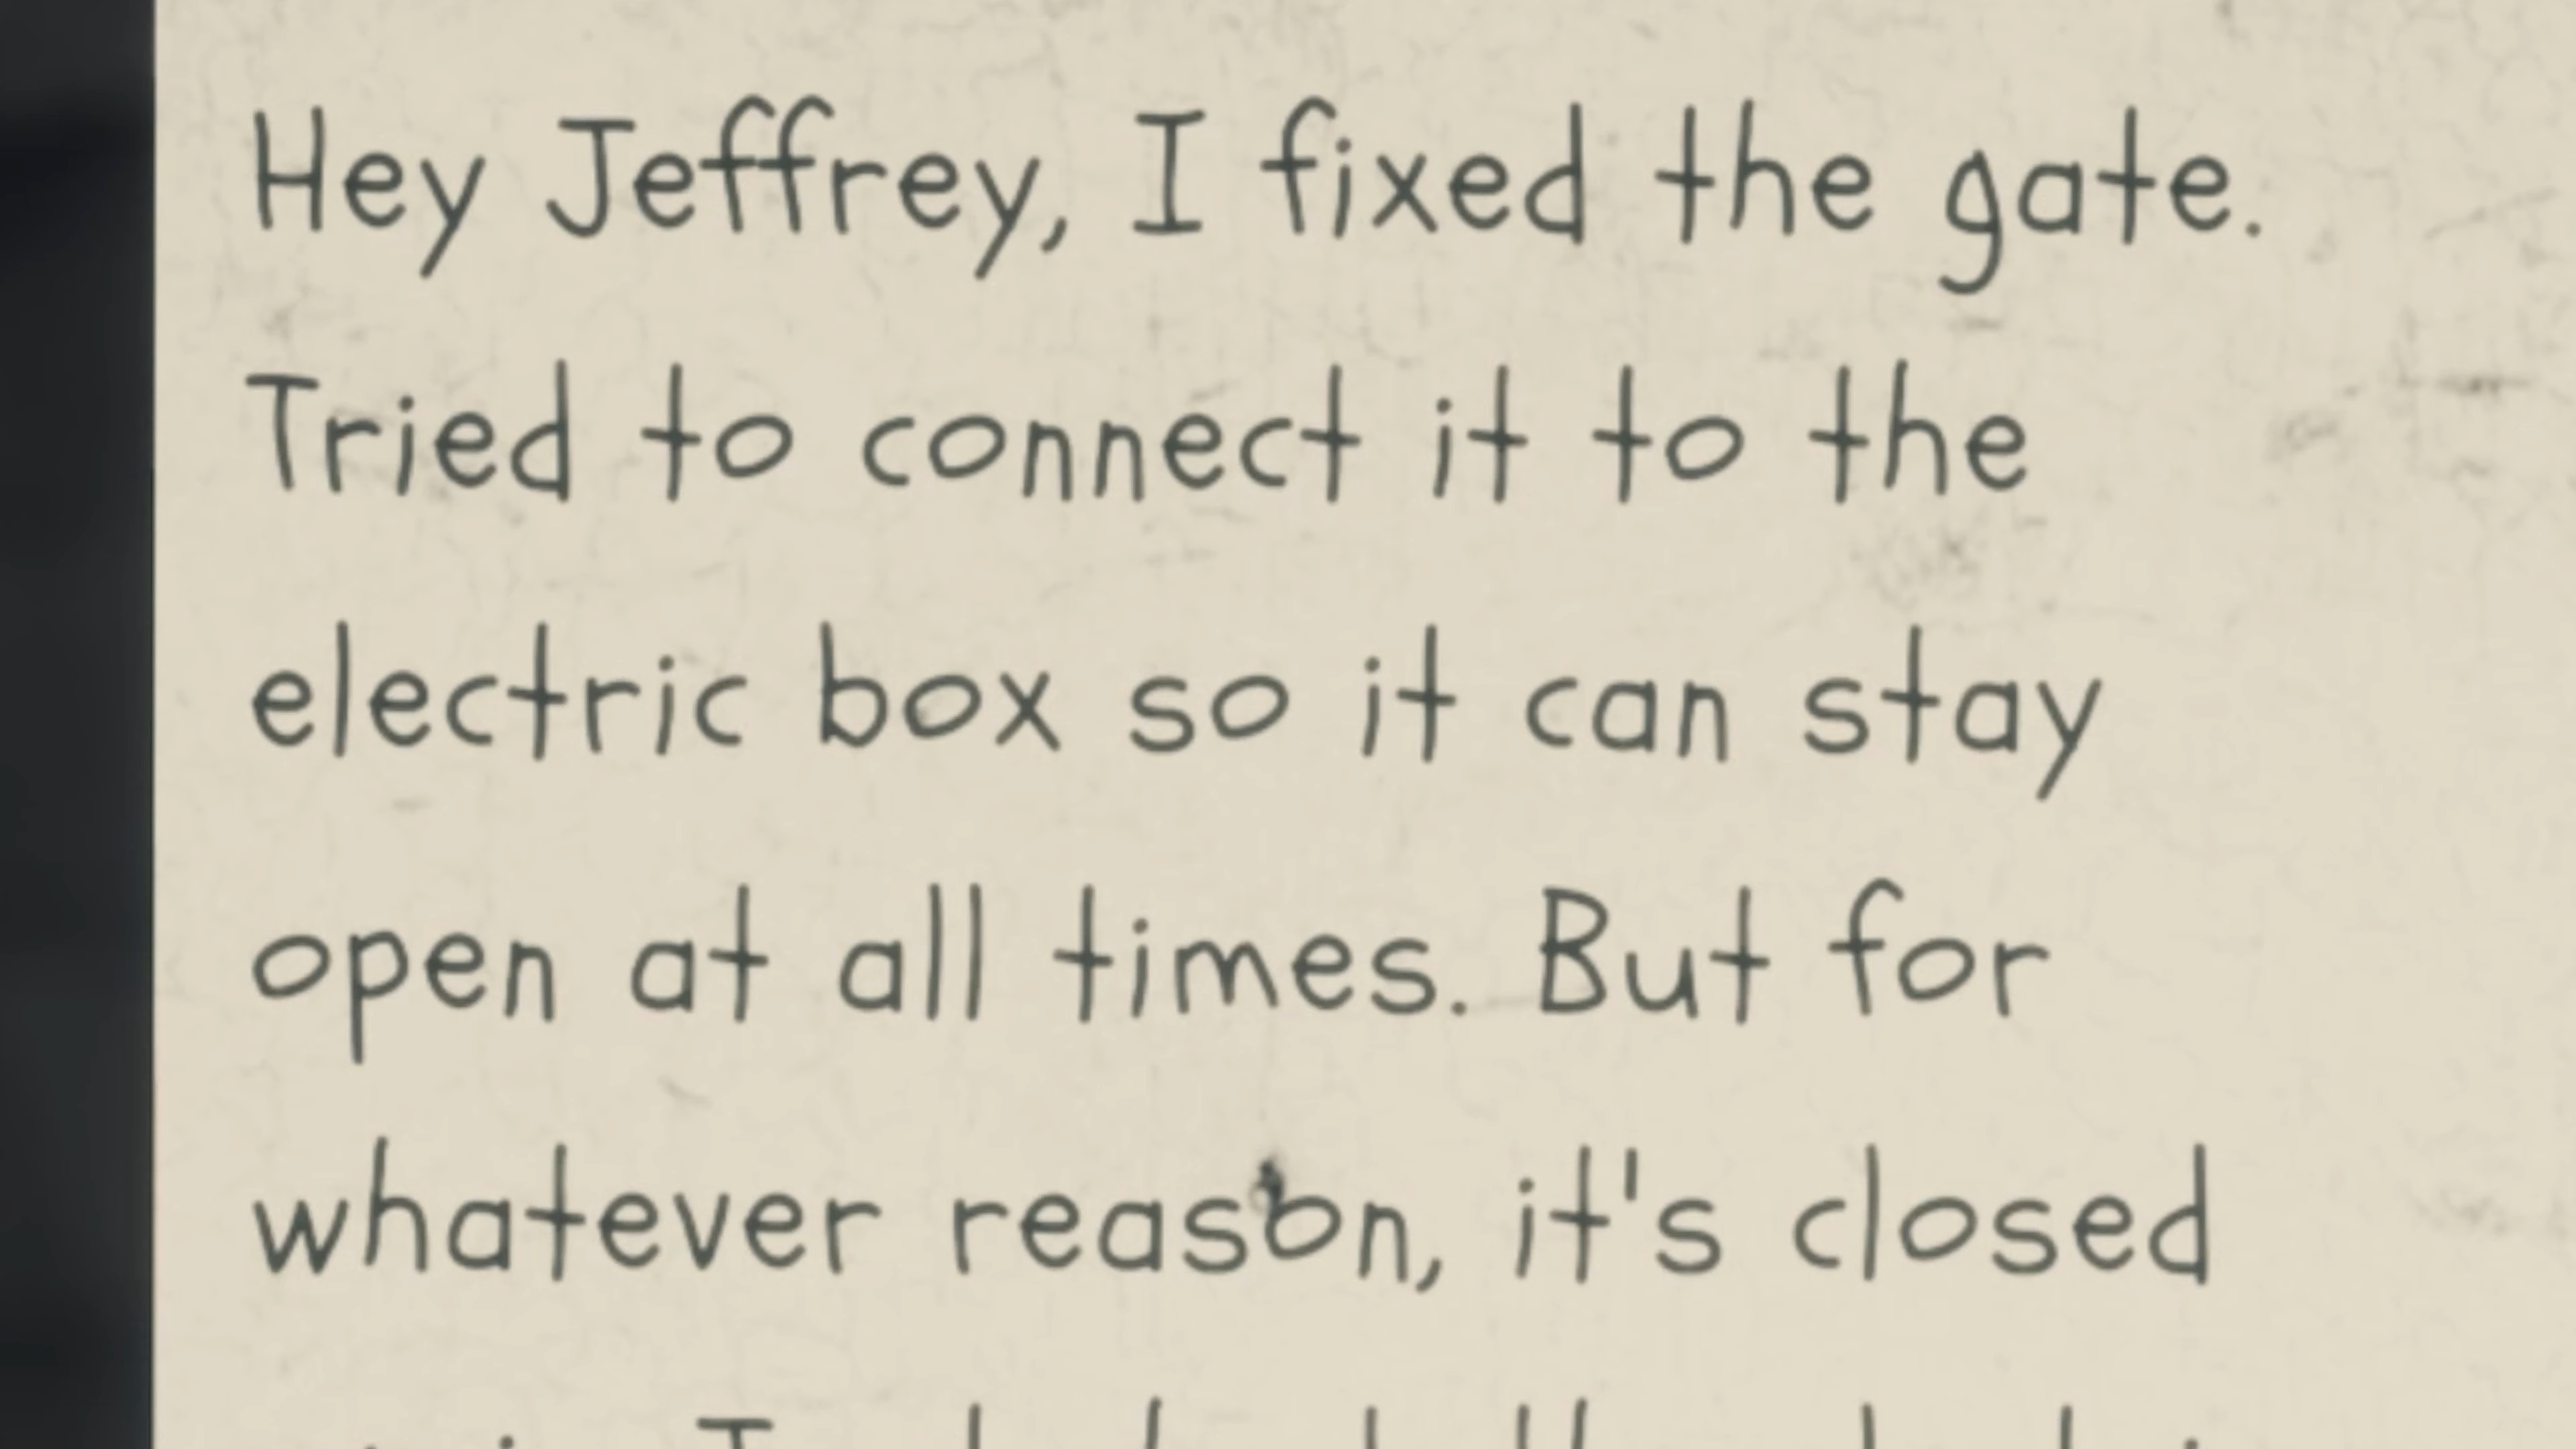 Hey Jeffrey, I fixed the gate.
Tried to connect it to the
electric box so it can stay
open at all times. But for
whatever reason, it's closed